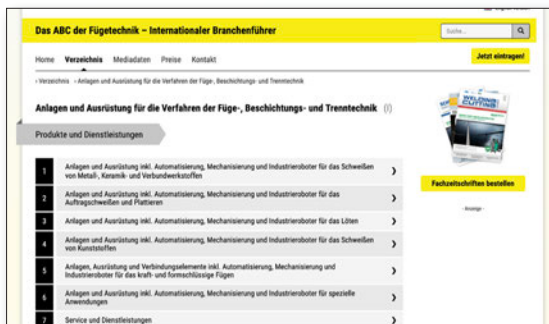 Das ABC der Fügetechnik – Internationaler Branchenführer
Suche...
Home Verzeichnis Mediadaten Preise Kontakt
Jetzt eintragen!
› Verzeichnis › Anlagen und Ausrüstung für die Verfahren der Füge-, Beschichtungs- und Trenntechnik
Anlagen und Ausrüstung für die Verfahren der Füge-, Beschichtungs- und Trenntechnik (I)
Produkte und Dienstleistungen
1 Anlagen und Ausrüstung inkl. Automatisierung, Mechanisierung und Industrieroboter für das Schweißen
von Metall-, Keramik- und Verbundwerkstoffen
2 Anlagen und Ausrüstung inkl. Automatisierung, Mechanisierung und Industrieroboter für das
Auftragschweißen und Plattieren
3 Anlagen und Ausrüstung inkl. Automatisierung, Mechanisierung und Industrieroboter für das Löten
4 Anlagen und Ausrüstung inkl. Automatisierung, Mechanisierung und Industrieroboter für das Schweißen
von Kunststoffen
5 Anlagen, Ausrüstung und Verbindungselemente inkl. Automatisierung, Mechanisierung und
Industrieroboter für das kraft- und formschlüssige Fügen
6 Anlagen und Ausrüstung inkl. Automatisierung, Mechanisierung und Industrieroboter für spezielle
Anwendungen
7 Service und Dienstleistungen
WELDING
CUTTING
Fachzeitschriften bestellen
- Anzeige -